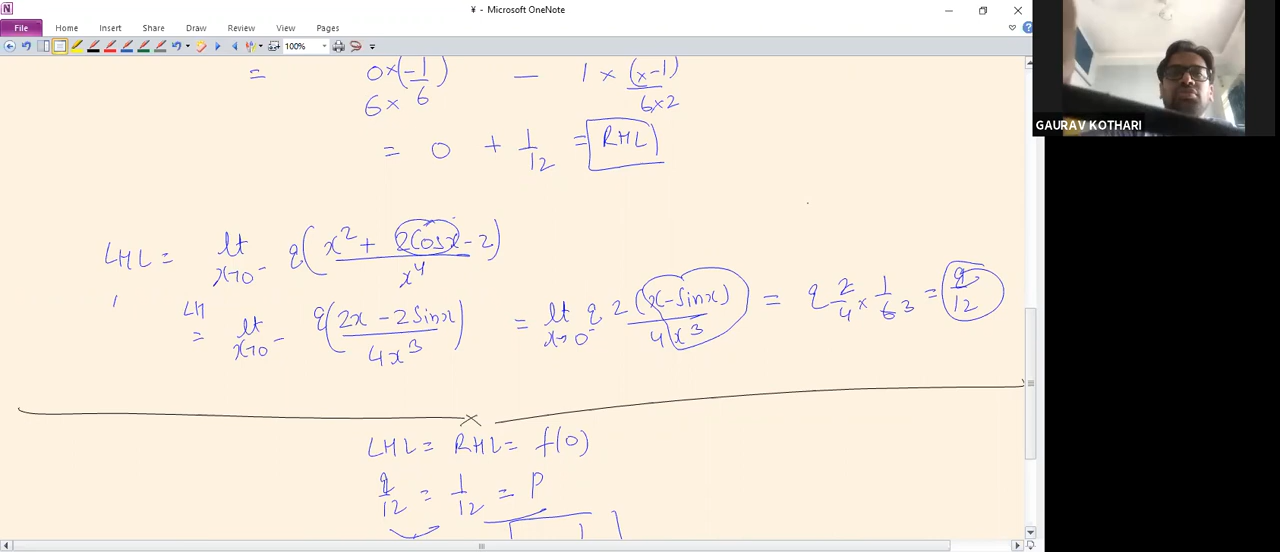 ¥ - Microsoft OneNote
File Home Insert Share Draw Review View Pages
100%
GAURAV KOTHARI
= 0×(-1/6) / 6× - 1 × (x-1) / 6×2
= 0 + 1/12 = RHL
LHL = lt x→0⁻ q(x² + 2cosx - 2) / x⁴
LH = lt x→0⁻ q(2x - 2sinx) / 4x³ = lt x→0⁻ q 2(x - sinx) / 4x³ = q 2/4 × 1/6 3 = q/12
LHL = RHL = f(0)
q/12 = 1/12 = p